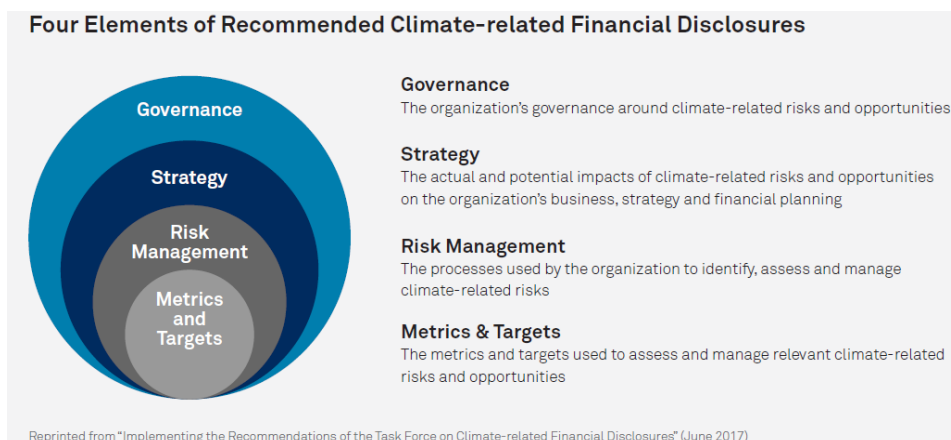 Four Elements of Recommended Climate-related Financial Disclosures
Governance
Strategy
Risk
Management
Metrics
and
Targets
Governance
The organization’s governance around climate-related risks and opportunities
Strategy
The actual and potential impacts of climate-related risks and opportunities
on the organization’s business, strategy and financial planning
Risk Management
The processes used by the organization to identify, assess and manage
climate-related risks
Metrics & Targets
The metrics and targets used to assess and manage relevant climate-related
risks and opportunities
Reprinted from “Implementing the Recommendations of the Task Force on Climate-related Financial Disclosures” (June 2017)